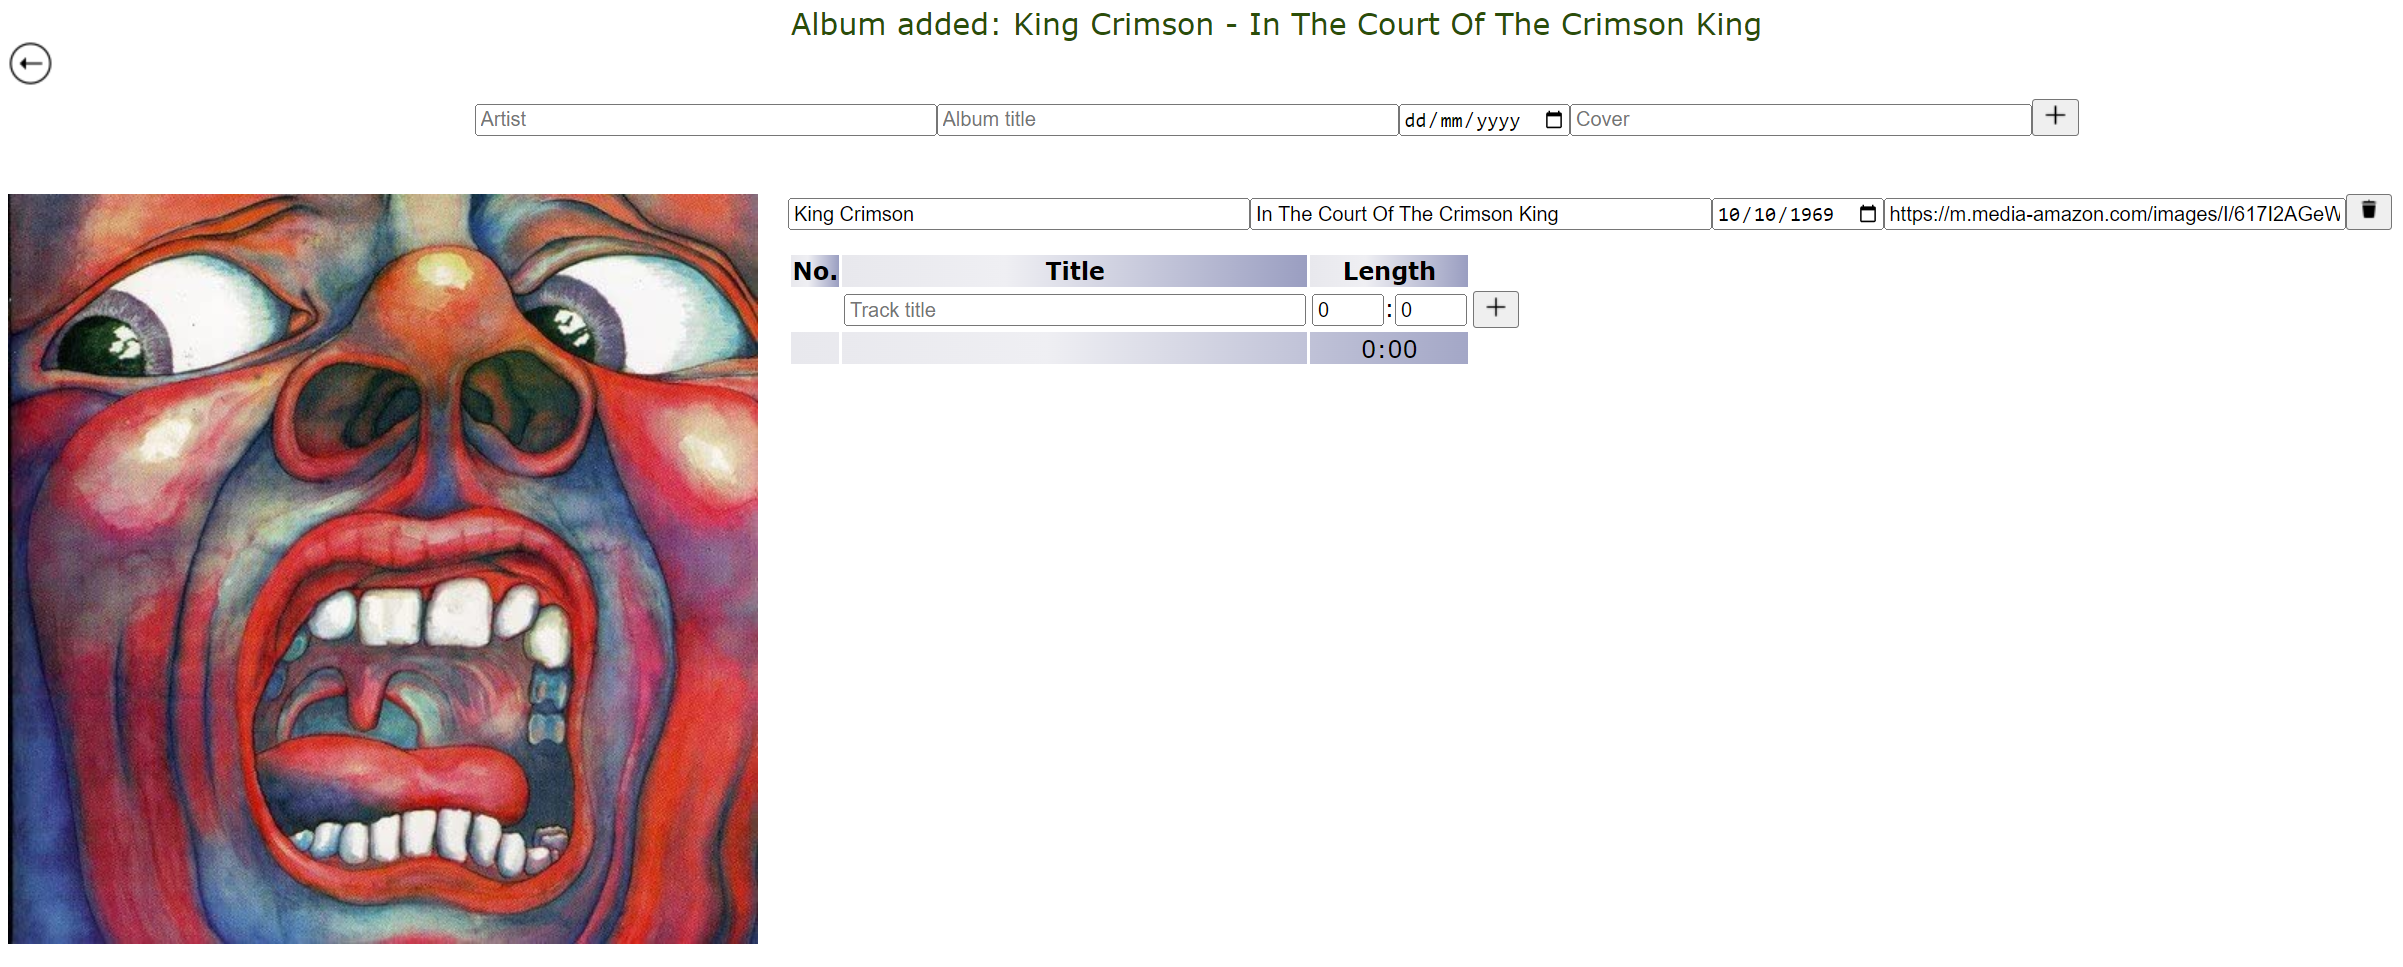 Album added: King Crimson - In The Court Of The Crimson King
Artist Album title dd/mm/yyyy Cover
King Crimson In The Court Of The Crimson King 10/10/1969 https://m.media-amazon.com/images/I/617I2AGeW
No. Title Length
Track title 0 : 0
0:00